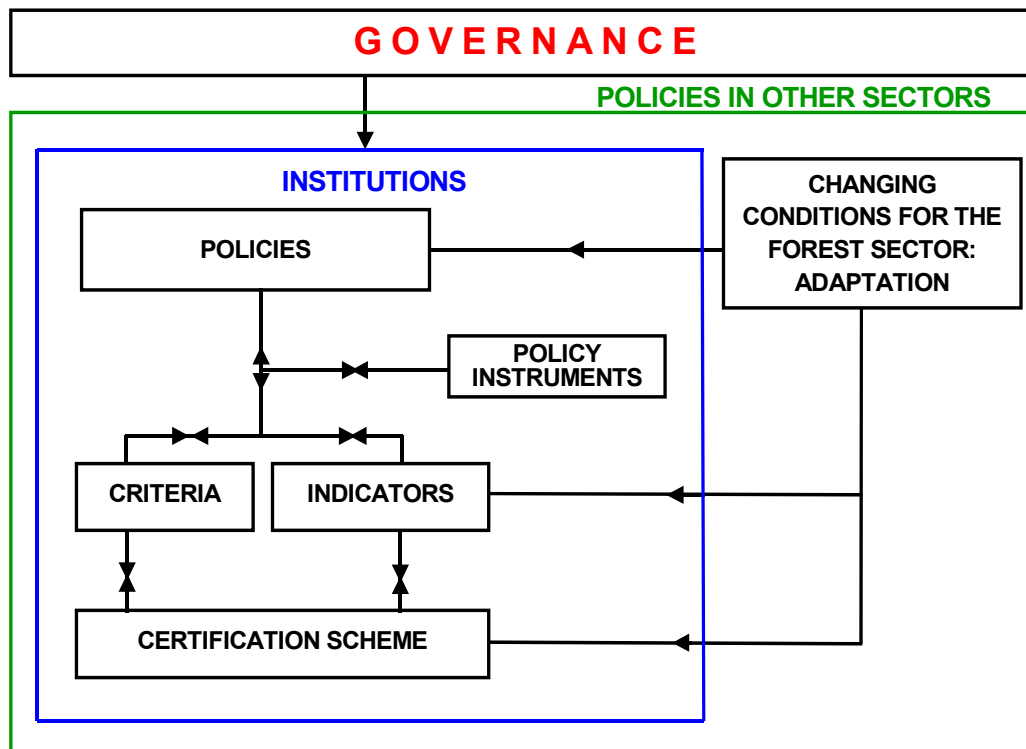 GOVERNANCE
POLICIES IN OTHER SECTORS
INSTITUTIONS
CHANGING
CONDITIONS FOR THE
FOREST SECTOR:
ADAPTATION
POLICIES
POLICY
INSTRUMENTS
CRITERIA
INDICATORS
CERTIFICATION SCHEME